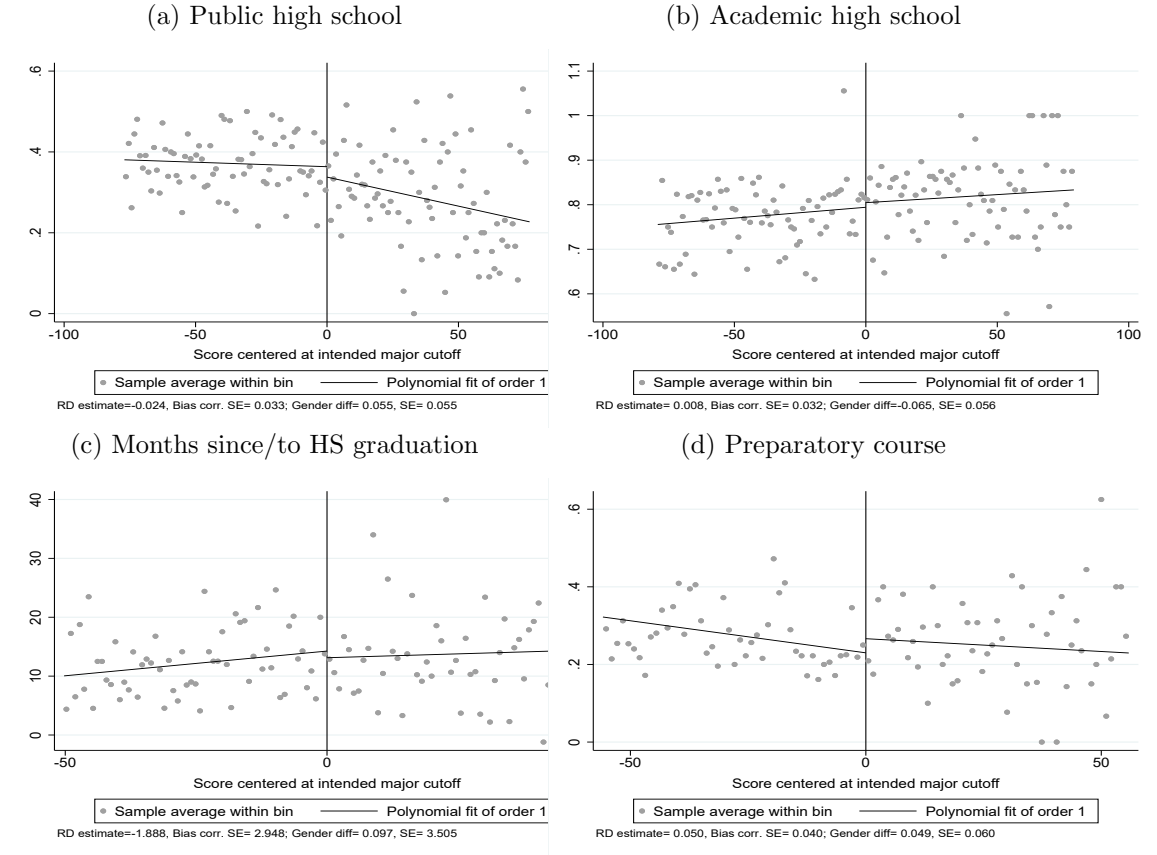 (a) Public high school
.6
.4
.2
0
-100
-50
0
50
Score centered at intended major cutoff
Sample average within bin
Polynomial fit of order 1
RD estimate=-0.024, Bias corr. SE= 0.033; Gender diff= 0.055, SE= 0.055
(b) Academic high school
1.1
1
.9
.8
.7
.6
-100
-50
0
50
100
Score centered at intended major cutoff
Sample average within bin
Polynomial fit of order 1
RD estimate= 0.008, Bias corr. SE= 0.032; Gender diff=-0.065, SE= 0.056
(c) Months since/to HS graduation
40
30
20
10
0
-50
0
Score centered at intended major cutoff
Sample average within bin
Polynomial fit of order 1
RD estimate=-1.888, Bias corr. SE= 2.948; Gender diff= 0.097, SE= 3.505
(d) Preparatory course
.6
.4
.2
0
-50
0
50
Score centered at intended major cutoff
Sample average within bin
Polynomial fit of order 1
RD estimate= 0.050, Bias corr. SE= 0.040; Gender diff= 0.049, SE= 0.060